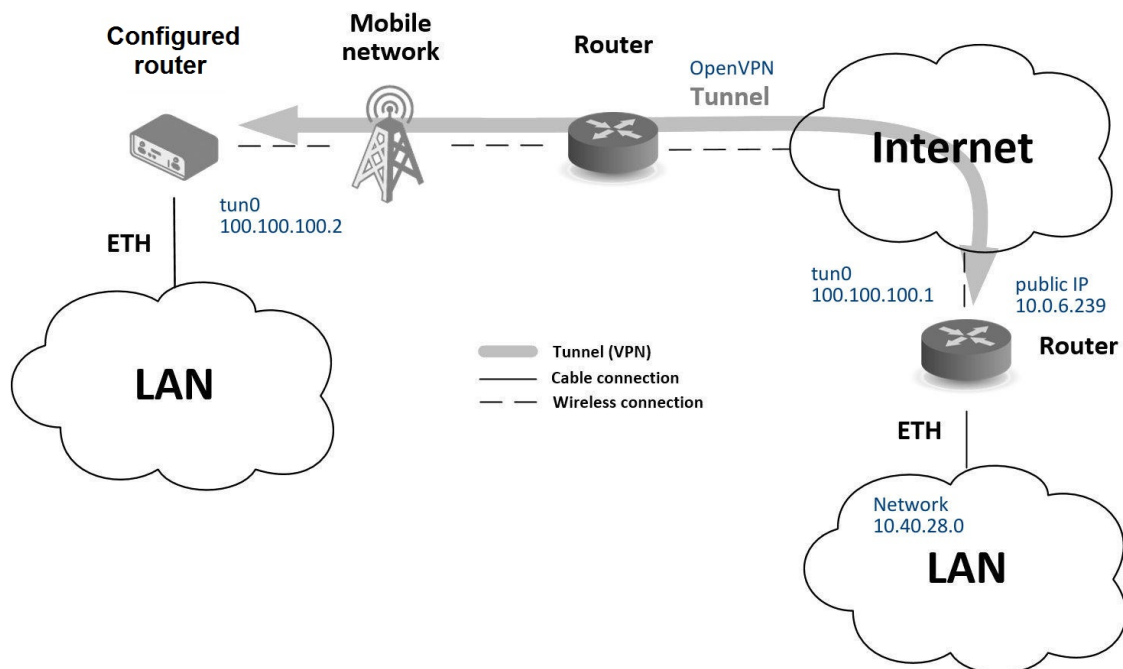 Configured
router
Mobile
network
Router
OpenVPN
Tunnel
Internet
tun0
100.100.100.2
ETH
LAN
tun0
100.100.100.1
public IP
10.0.6.239
Router
Tunnel (VPN)
Cable connection
Wireless connection
ETH
Network
10.40.28.0
LAN